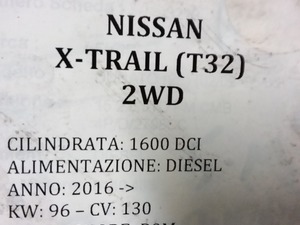 NISSAN
X-TRAIL (T32)
2WD
CILINDRATA: 1600 DCI
ALIMENTAZIONE: DIESEL
ANNO: 2016 ->
KW: 96 – CV: 130